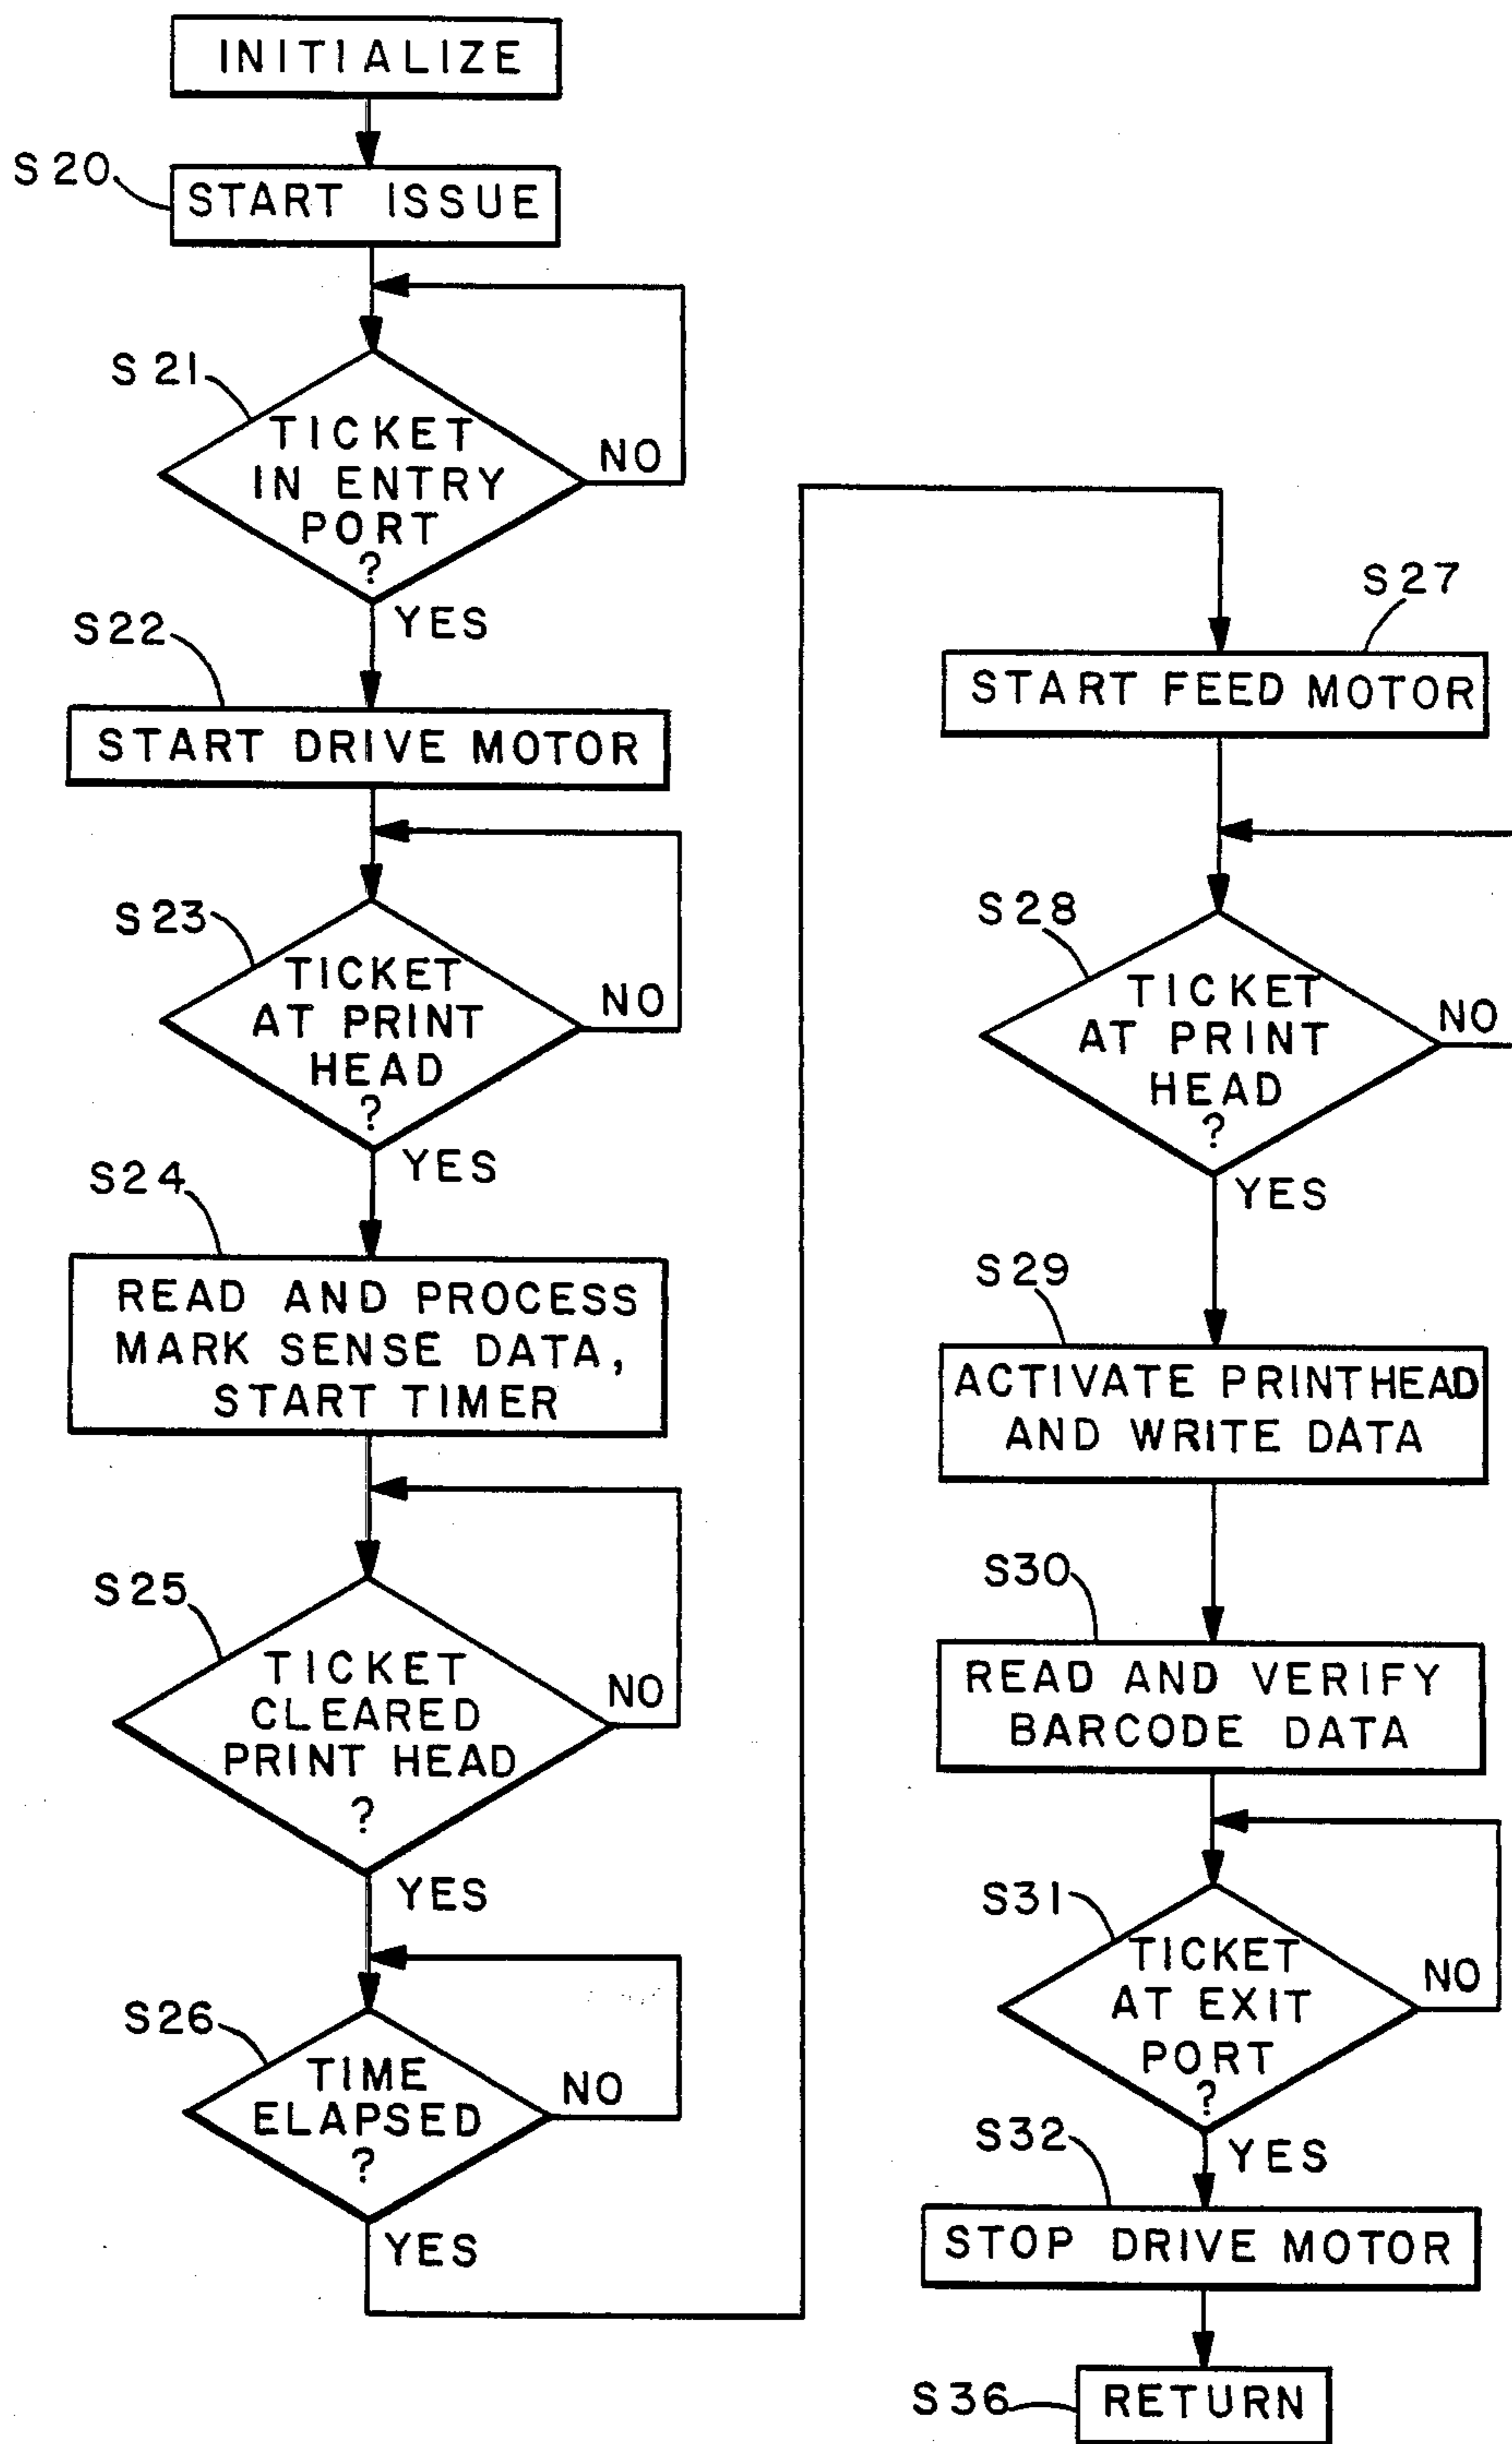 INITIALIZE
S20
START ISSUE
S21
TICKET
IN ENTRY
PORT
?
NO
YES
S22
START DRIVE MOTOR
S23
TICKET
AT PRINT
HEAD
?
NO
YES
S24
READ AND PROCESS
MARK SENSE DATA,
START TIMER
S25
TICKET
CLEARED
PRINT HEAD
?
NO
YES
S26
TIME
ELAPSED
?
NO
YES
S27
START FEED MOTOR
S28
TICKET
AT PRINT
HEAD
?
NO
YES
S29
ACTIVATE PRINTHEAD
AND WRITE DATA
S30
READ AND VERIFY
BARCODE DATA
S31
TICKET
AT EXIT
PORT
?
NO
YES
S32
STOP DRIVE MOTOR
S36
RETURN